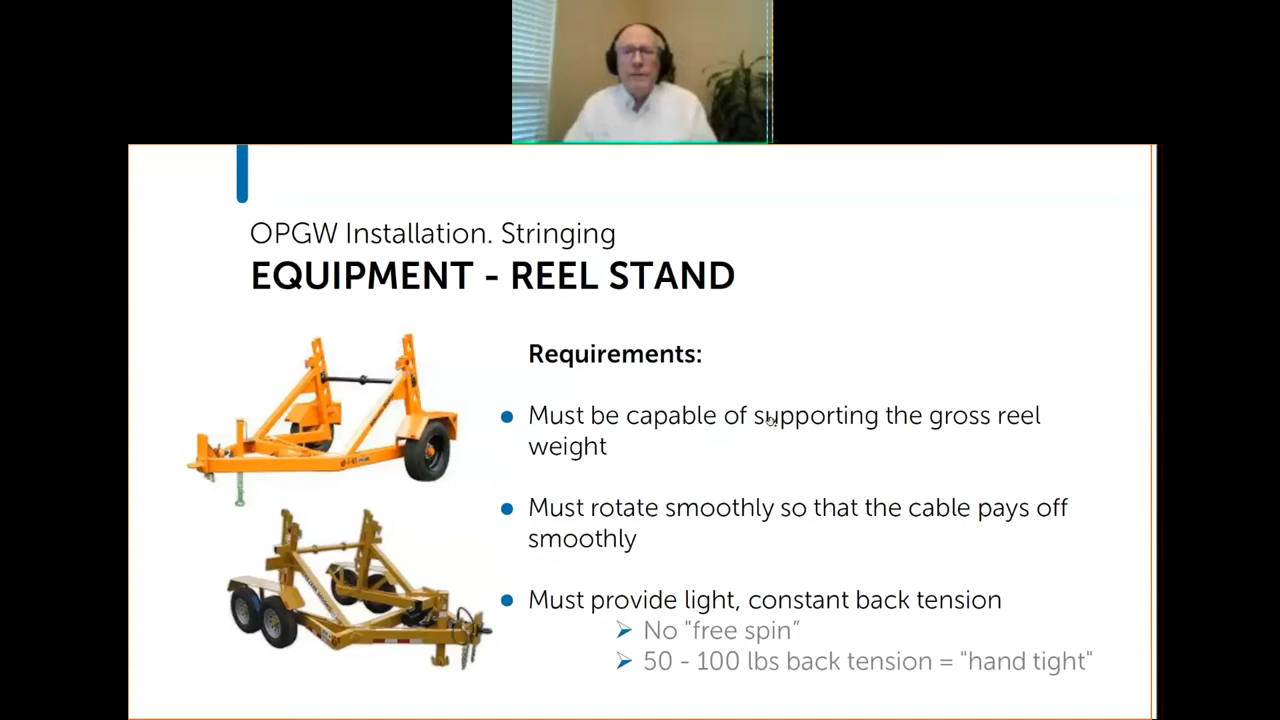 OPGW Installation. Stringing
EQUIPMENT - REEL STAND
Requirements:
Must be capable of supporting the gross reel
weight
Must rotate smoothly so that the cable pays off
smoothly
Must provide light, constant back tension
No "free spin"
50 - 100 lbs back tension = "hand tight"